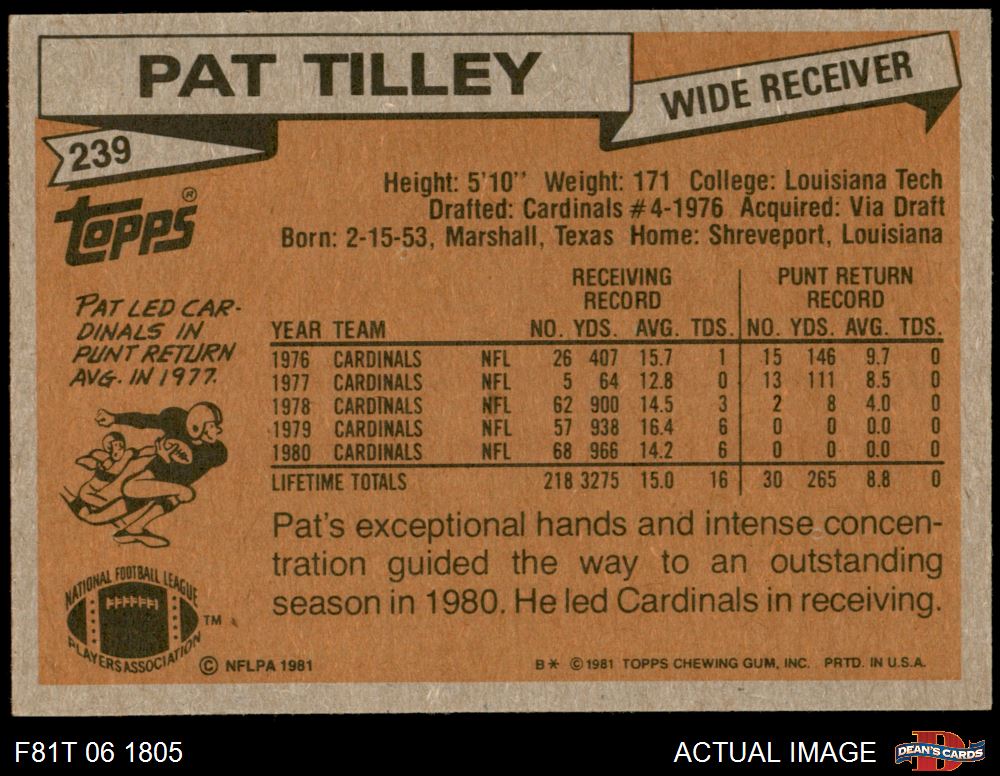 PAT TILLEY
WIDE RECEIVER
239
TOPPS®
Height: 5'10'' Weight: 171 College: Louisiana Tech
Drafted: Cardinals #4-1976 Acquired: Via Draft
Born: 2-15-53, Marshall, Texas Home: Shreveport, Louisiana
PAT LED CAR-
DINALS IN
PUNT RETURN
AVG. IN 1977.
RECEIVING PUNT RETURN
RECORD RECORD
YEAR TEAM NO. YDS. AVG. TDS. NO. YDS. AVG. TDS.
1976 CARDINALS NFL 26 407 15.7 1 15 146 9.7 0
1977 CARDINALS NFL 5 64 12.8 0 13 111 8.5 0
1978 CARDINALS NFL 62 900 14.5 3 2 8 4.0 0
1979 CARDINALS NFL 57 938 16.4 6 0 0 0.0 0
1980 CARDINALS NFL 68 966 14.2 6 0 0 0.0 0
LIFETIME TOTALS 218 3275 15.0 16 30 265 8.8 0
Pat's exceptional hands and intense concen-
tration guided the way to an outstanding
season in 1980. He led Cardinals in receiving.
NATIONAL FOOTBALL LEAGUE
PLAYERS ASSOCIATION TM
© NFLPA 1981
B* © 1981 TOPPS CHEWING GUM, INC. PRTD. IN U.S.A.
F81T 06 1805
ACTUAL IMAGE
D
DEAN'S CARDS